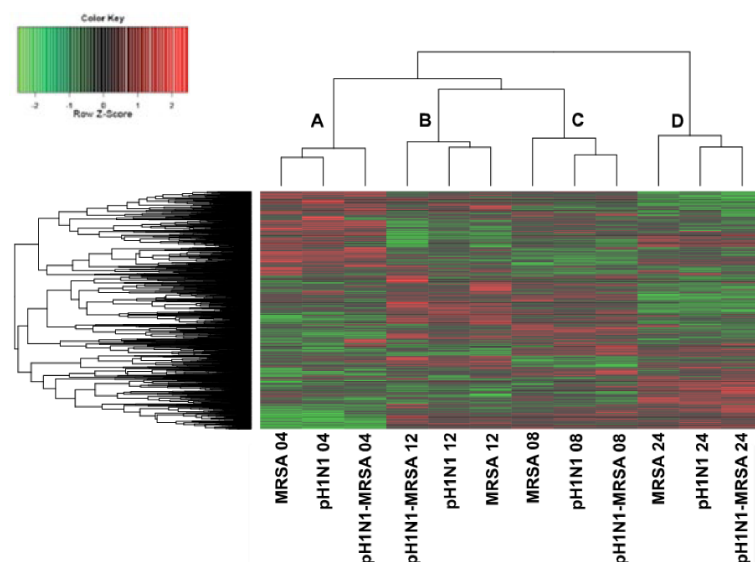 Color Key
-2 -1 0 1 2
Row Z-Score
A B C D
MRSA 04
pH1N1 04
pH1N1-MRSA 04
pH1N1-MRSA 12
pH1N1 12
MRSA 12
MRSA 08
pH1N1 08
pH1N1-MRSA 08
MRSA 24
pH1N1 24
pH1N1-MRSA 24